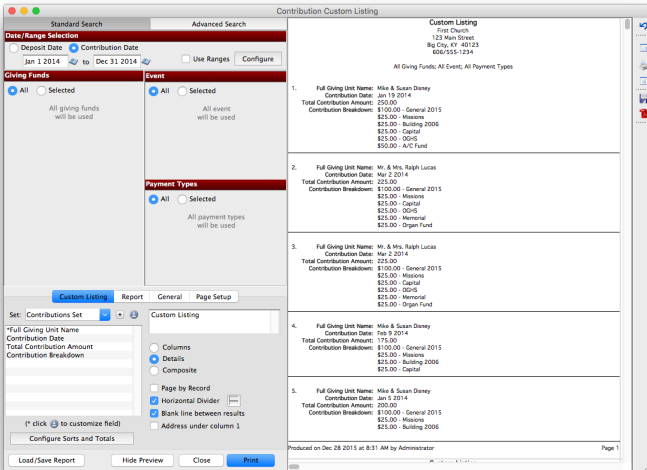 Contribution Custom Listing
Standard Search Advanced Search
Date/Range Selection
Deposit Date Contribution Date
Jan 1 2014 to Dec 31 2014 Use Ranges Configure
Giving Funds
All Selected
All giving funds
will be used
Event
All Selected
All event
will be used
Payment Types
All Selected
All payment types
will be used
Custom Listing Report General Page Setup
Set: Contributions Set
*Full Giving Unit Name
Contribution Date
Total Contribution Amount
Contribution Breakdown
(* click to customize field)
Configure Sorts and Totals
Custom Listing
Columns
Details
Composite
Page by Record
Horizontal Divider
Blank line between results
Address under column 1
Load/Save Report Hide Preview Close Print
Custom Listing
First Church
123 Main Street
Big City, KY 40123
606/555-1234
All Giving Funds; All Event; All Payment Types
1. Full Giving Unit Name: Mike & Susan Disney
Contribution Date: Jan 19 2014
Total Contribution Amount: 250.00
Contribution Breakdown: $100.00 - General 2015
$25.00 - Missions
$25.00 - Building 2006
$25.00 - Capital
$25.00 - OGHS
$50.00 - A/C Fund
2. Full Giving Unit Name: Mr. & Mrs. Ralph Lucas
Contribution Date: Mar 2 2014
Total Contribution Amount: 225.00
Contribution Breakdown: $100.00 - General 2015
$25.00 - Missions
$25.00 - Capital
$25.00 - OGHS
$25.00 - Memorial
$25.00 - Organ Fund
3. Full Giving Unit Name: Mr. & Mrs. Ralph Lucas
Contribution Date: Mar 2 2014
Total Contribution Amount: 225.00
Contribution Breakdown: $100.00 - General 2015
$25.00 - Missions
$25.00 - Capital
$25.00 - OGHS
$25.00 - Memorial
$25.00 - Organ Fund
4. Full Giving Unit Name: Mike & Susan Disney
Contribution Date: Feb 9 2014
Total Contribution Amount: 175.00
Contribution Breakdown: $100.00 - General 2015
$25.00 - Missions
$25.00 - Building 2006
$25.00 - Capital
5. Full Giving Unit Name: Mike & Susan Disney
Contribution Date: Jan 5 2014
Total Contribution Amount: 200.00
Contribution Breakdown: $100.00 - General 2015
$25.00 - Missions
$25.00 - Building 2006
Produced on Dec 28 2015 at 8:31 AM by Administrator Page 1